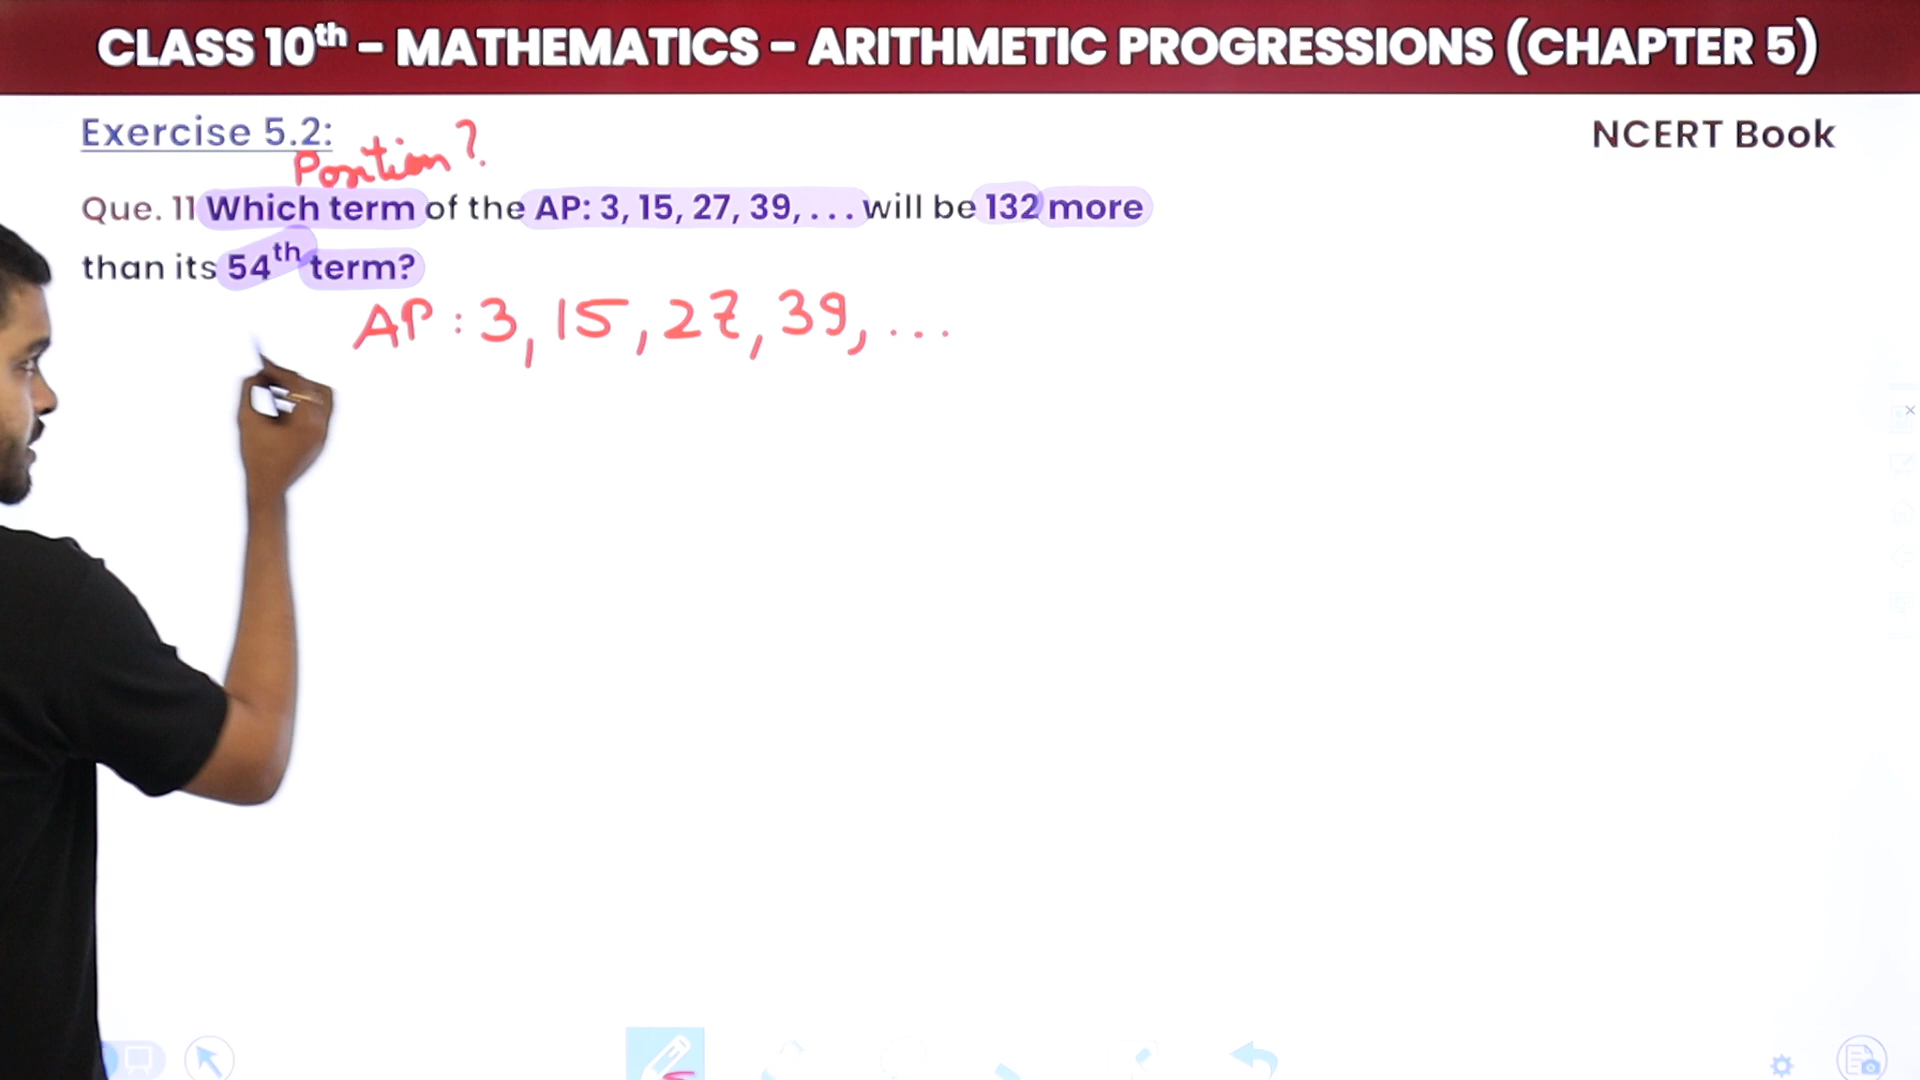 CLASS 10th – MATHEMATICS – ARITHMETIC PROGRESSIONS (CHAPTER 5)
Exercise 5.2:
NCERT Book
Position ?
Que. 11 Which term of the AP: 3, 15, 27, 39, . . . will be 132 more
than its 54th term?
AP : 3, 15, 27, 39, ...